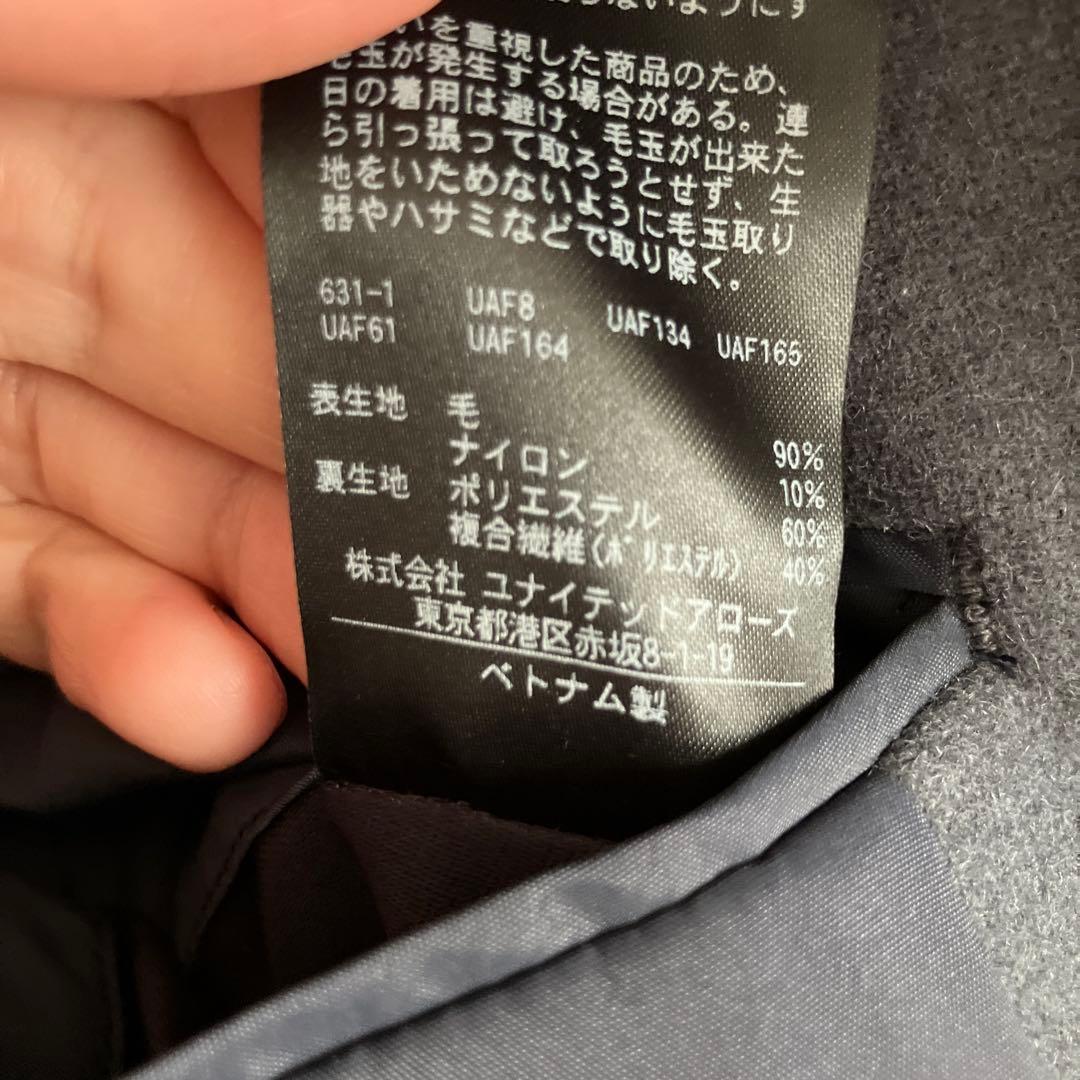 らないようにす
いを重視した商品のため、
毛玉が発生する場合がある。連
日の着用は避け、毛玉が出来た
ら引っ張って取ろうとせず、生
地をいためないように毛玉取り
器やハサミなどで取り除く。
631-1 UAF8 UAF134 UAF165
UAF61 UAF164
表生地 毛 90%
ナイロン 10%
裏生地 ポリエステル 60%
複合繊維(ポリエステル) 40%
株式会社 ユナイテッドアローズ
東京都港区赤坂8-1-19
ベトナム製